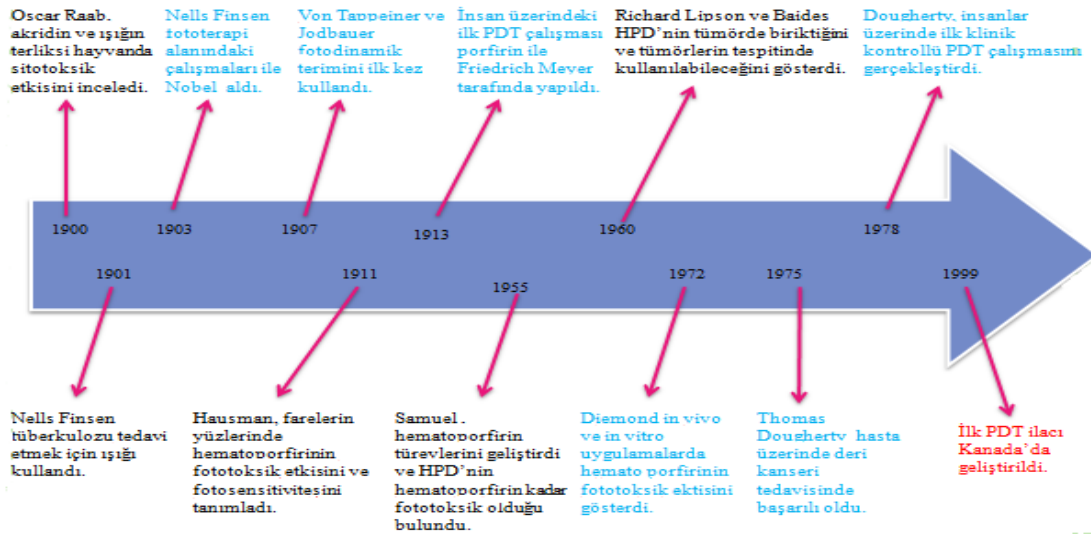 Oscar Raab,
akridin ve ışığın
terliksi hayvanda
sitotoksik
etkisini inceledi.
Nells Finsen
fototerapi
alanındaki
çalışmaları ile
Nobel aldı.
Von Tappeiner ve
Jodbauer
fotodinamik
terimini ilk kez
kullandı.
İnsan üzerindeki
ilk PDT çalışması
porfirin ile
Friedrich Meyer
tarafında yapıldı.
Richard Lipson ve Baides
HPD'nin tümörde biriktiğini
ve tümörlerin tespitinde
kullanılabileceğini gösterdi.
Dougherty, insanlar
üzerinde ilk klinik
kontrollü PDT çalışmasını
gerçekleştirdi.
1900
1903
1907
1913
1960
1978
1901
1911
1955
1972
1975
1999
Nells Finsen
tüberkulozu tedavi
etmek için ışığı
kullandı.
Hausman, farelerin
yüzlerinde
hematoporfirinin
fototoksik etkisini ve
fotosensitivitesini
tanımladı.
Samuel,
hematoporfirin
türevlerini geliştirdi
ve HPD'nin
hematoporfirin kadar
fototoksik olduğu
bulundu.
Diemond in vivo
ve in vitro
uygulamalarda
hemato porfirinin
fototoksik ektisini
gösterdi.
Thomas
Dougherty hasta
üzerinde deri
kanseri
tedavisinde
başarılı oldu.
İlk PDT ilacı
Kanada'da
geliştirildi.